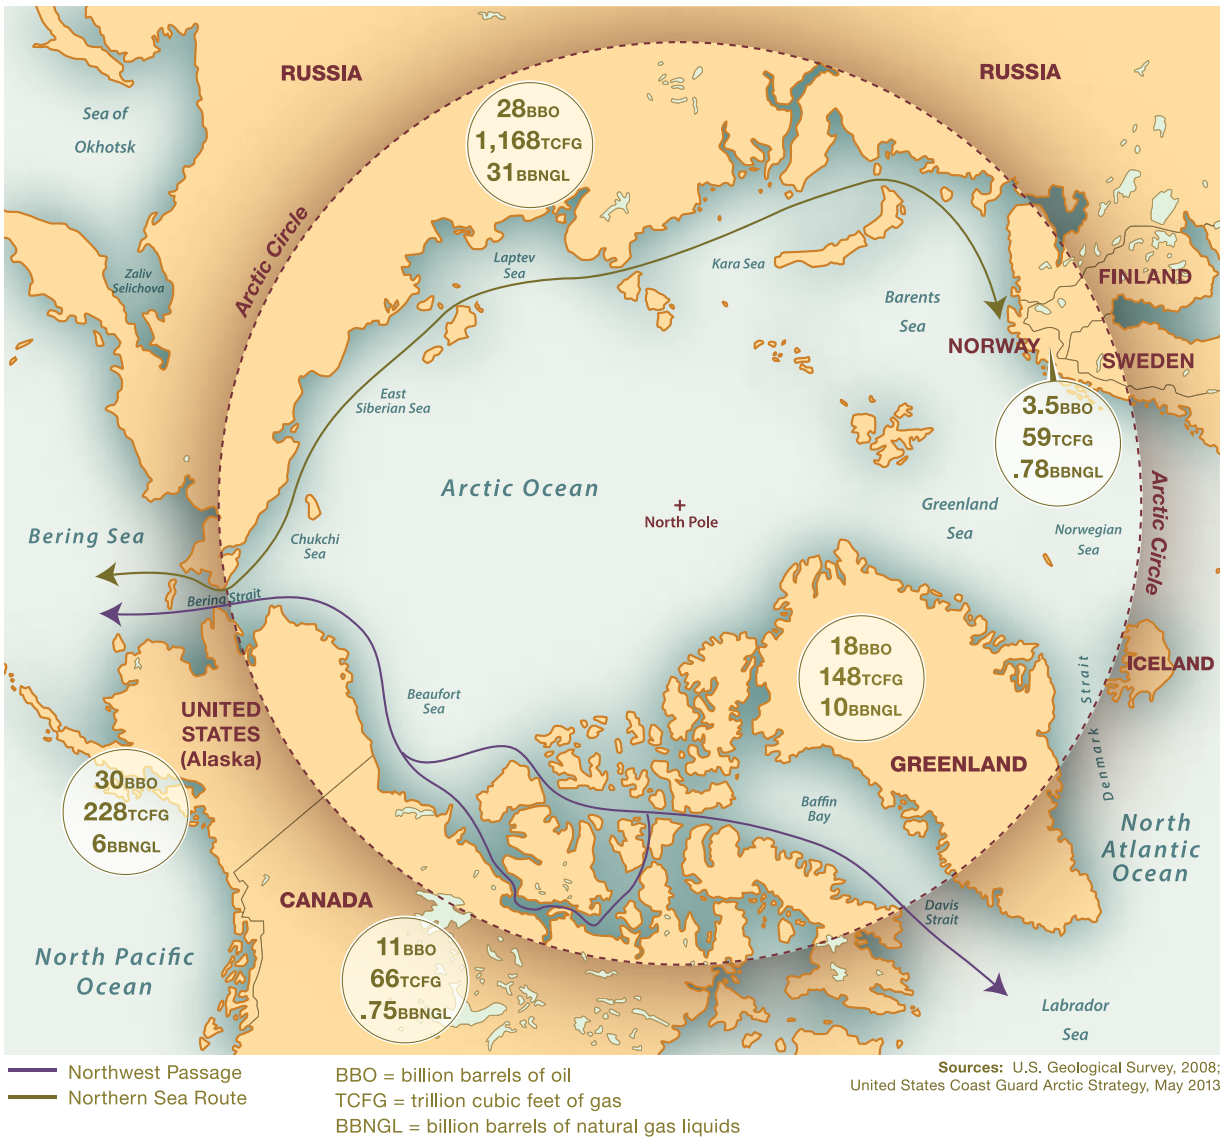 RUSSIA
RUSSIA
Sea of
Okhotsk
28BBO
1,168TCFG
31BBNGL
Arctic Circle
Zaliv
Selichova
Laptev
Sea
Kara Sea
Barents
Sea
FINLAND
NORWAY
SWEDEN
East
Siberian Sea
3.5BBO
59TCFG
.78BBNGL
Arctic Ocean
North Pole
Greenland
Sea
Norwegian
Sea
Arctic Circle
Bering Sea
Chukchi
Sea
Bering Strait
18BBO
148TCFG
10BBNGL
ICELAND
Denmark Strait
Beaufort
Sea
UNITED
STATES
(Alaska)
GREENLAND
30BBO
228TCFG
6BBNGL
Baffin
Bay
North
Atlantic
Ocean
CANADA
Davis
Strait
11BBO
66TCFG
.75BBNGL
North Pacific
Ocean
Labrador
Sea
Northwest Passage
Northern Sea Route
BBO = billion barrels of oil
TCFG = trillion cubic feet of gas
BBNGL = billion barrels of natural gas liquids
Sources: U.S. Geological Survey, 2008;
United States Coast Guard Arctic Strategy, May 2013